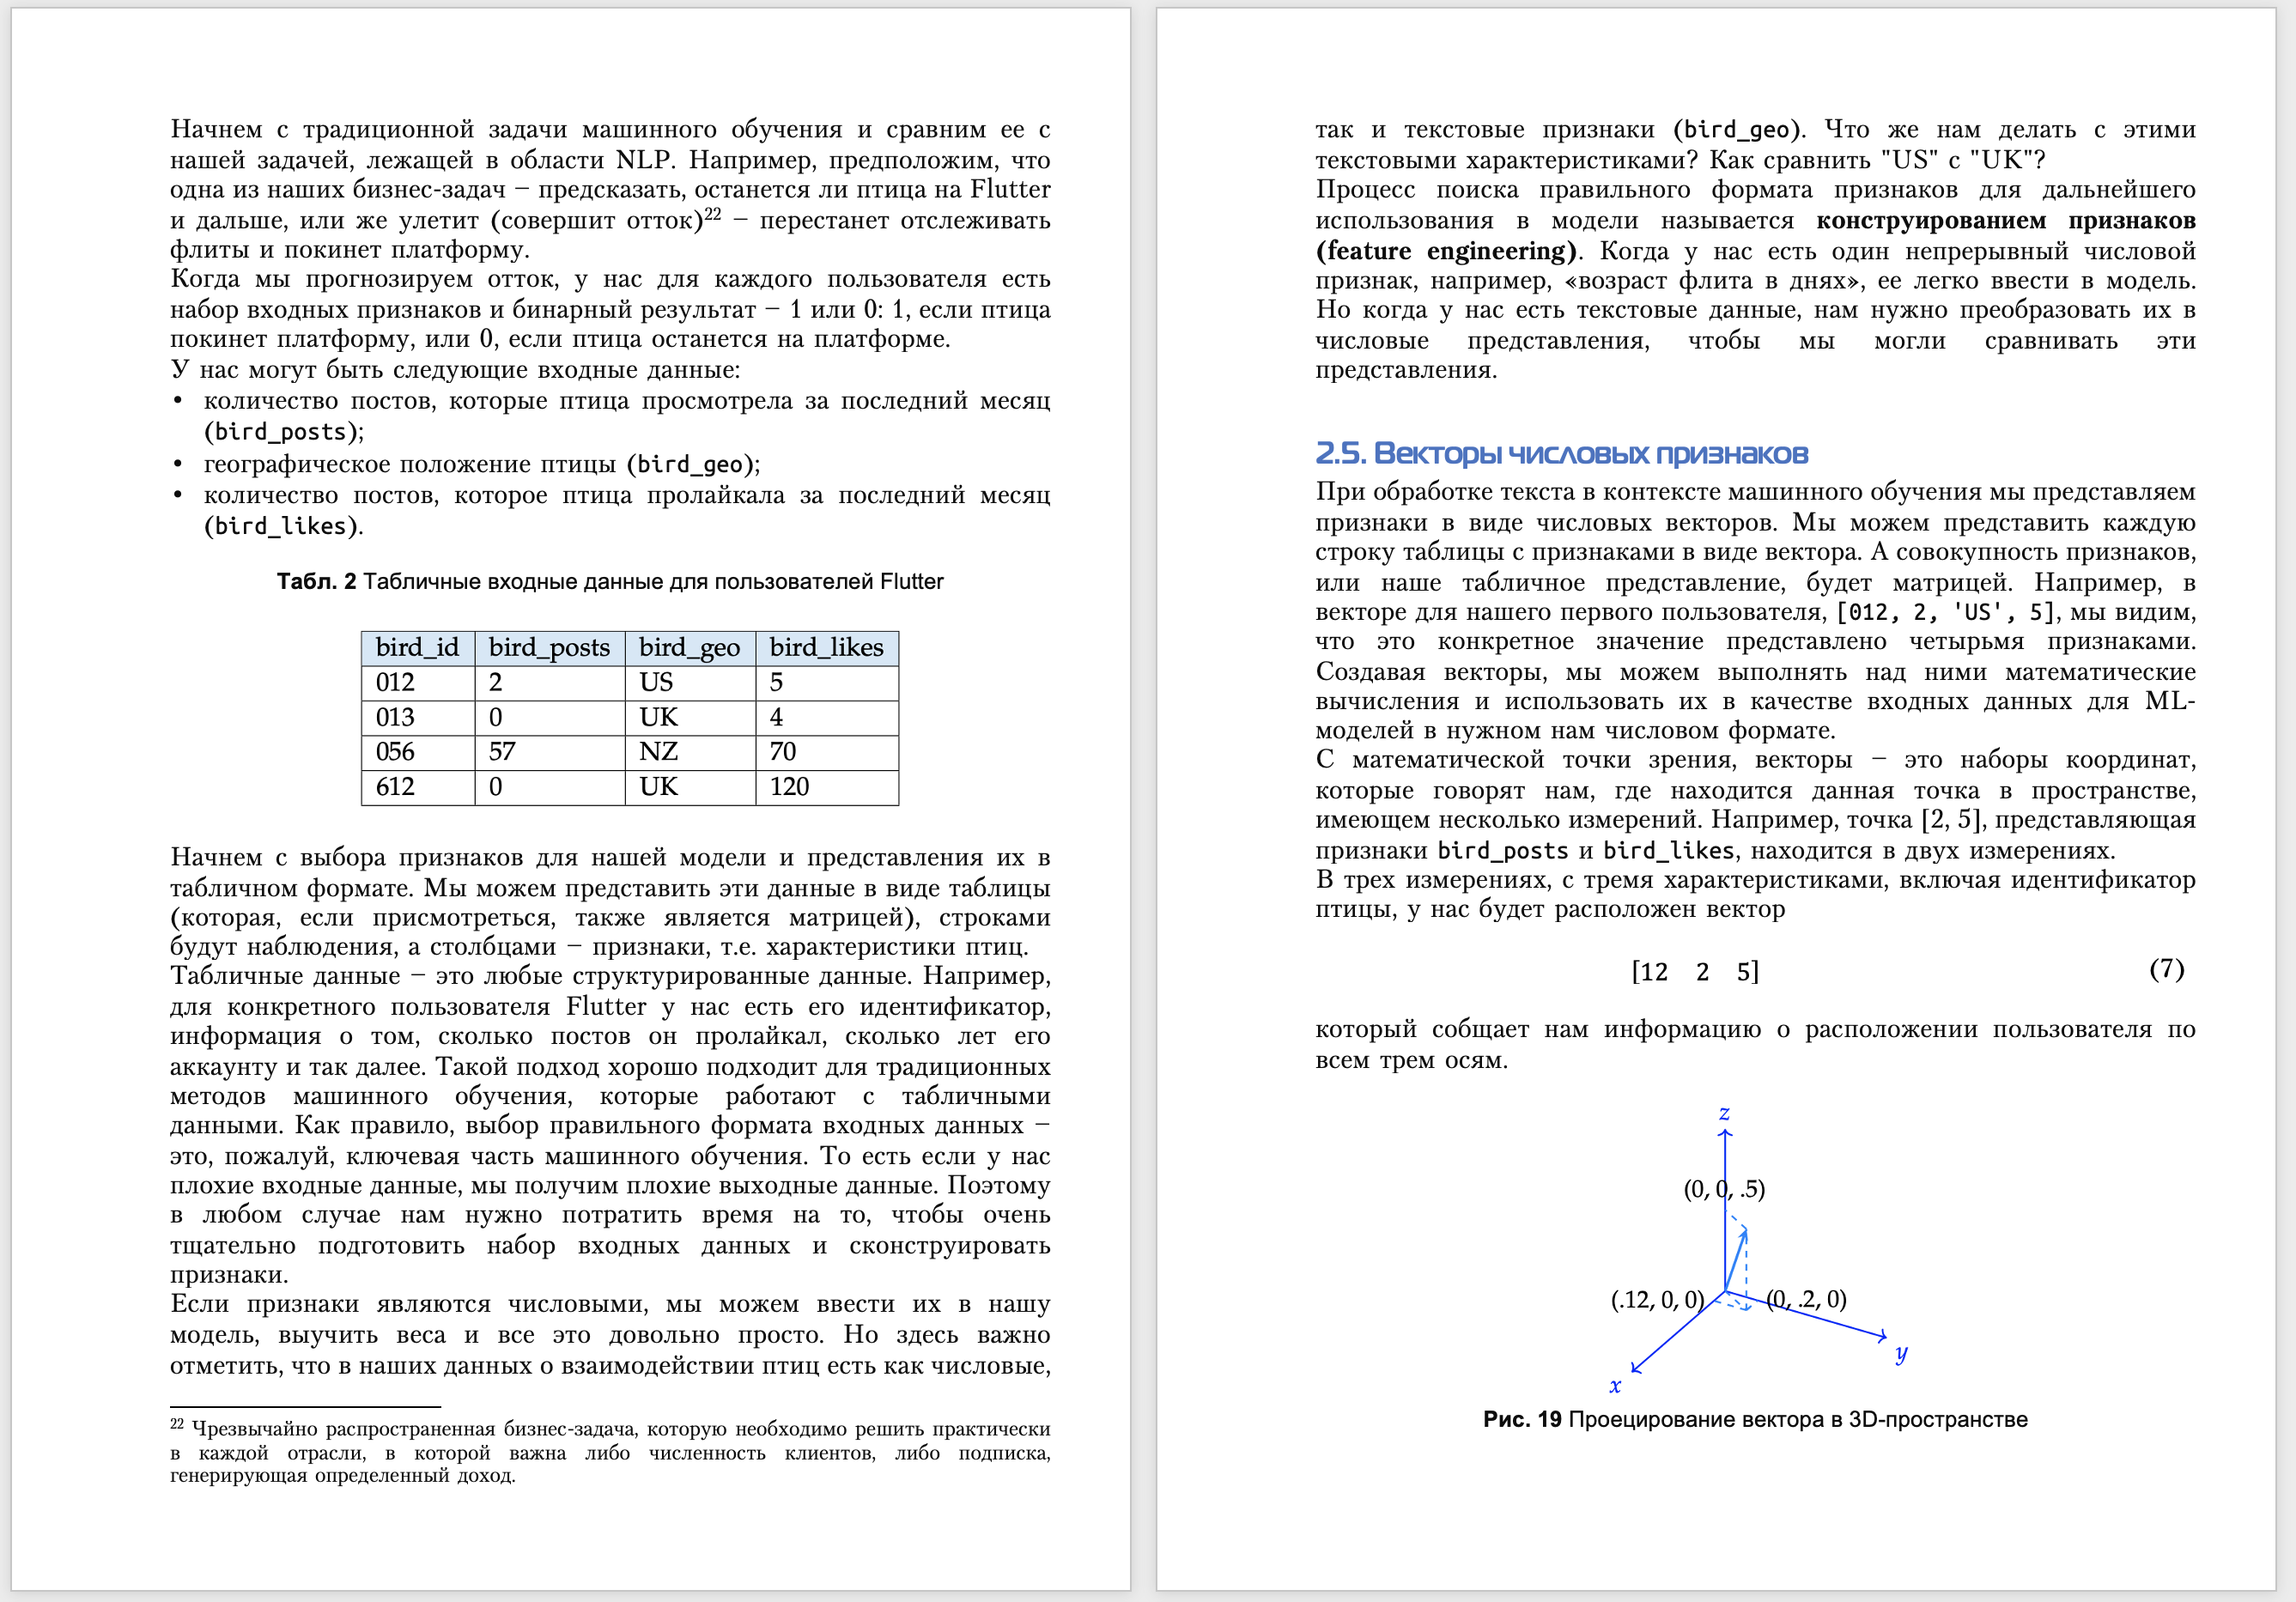 Начнем с традиционной задачи машинного обучения и сравним ее с
нашей задачей, лежащей в области NLP. Например, предположим, что
одна из наших бизнес-задач – предсказать, останется ли птица на Flutter
и дальше, или же улетит (совершит отток)²² – перестанет отслеживать
флиты и покинет платформу.
Когда мы прогнозируем отток, у нас для каждого пользователя есть
набор входных признаков и бинарный результат – 1 или 0: 1, если птица
покинет платформу, или 0, если птица останется на платформе.
У нас могут быть следующие входные данные:
• количество постов, которые птица просмотрела за последний месяц
(bird_posts);
• географическое положение птицы (bird_geo);
• количество постов, которое птица пролайкала за последний месяц
(bird_likes).
Табл. 2 Табличные входные данные для пользователей Flutter
bird_id bird_posts bird_geo bird_likes
012 2 US 5
013 0 UK 4
056 57 NZ 70
612 0 UK 120
Начнем с выбора признаков для нашей модели и представления их в
табличном формате. Мы можем представить эти данные в виде таблицы
(которая, если присмотреться, также является матрицей), строками
будут наблюдения, а столбцами – признаки, т.е. характеристики птиц.
Табличные данные – это любые структурированные данные. Например,
для конкретного пользователя Flutter у нас есть его идентификатор,
информация о том, сколько постов он пролайкал, сколько лет его
аккаунту и так далее. Такой подход хорошо подходит для традиционных
методов машинного обучения, которые работают с табличными
данными. Как правило, выбор правильного формата входных данных –
это, пожалуй, ключевая часть машинного обучения. То есть если у нас
плохие входные данные, мы получим плохие выходные данные. Поэтому
в любом случае нам нужно потратить время на то, чтобы очень
тщательно подготовить набор входных данных и сконструировать
признаки.
Если признаки являются числовыми, мы можем ввести их в нашу
модель, выучить веса и все это довольно просто. Но здесь важно
отметить, что в наших данных о взаимодействии птиц есть как числовые,
²² Чрезвычайно распространенная бизнес-задача, которую необходимо решить практически
в каждой отрасли, в которой важна либо численность клиентов, либо подписка,
генерирующая определенный доход.
так и текстовые признаки (bird_geo). Что же нам делать с этими
текстовыми характеристиками? Как сравнить "US" с "UK"?
Процесс поиска правильного формата признаков для дальнейшего
использования в модели называется конструированием признаков
(feature engineering). Когда у нас есть один непрерывный числовой
признак, например, «возраст флита в днях», ее легко ввести в модель.
Но когда у нас есть текстовые данные, нам нужно преобразовать их в
числовые представления, чтобы мы могли сравнивать эти
представления.
2.5. Векторы числовых признаков
При обработке текста в контексте машинного обучения мы представляем
признаки в виде числовых векторов. Мы можем представить каждую
строку таблицы с признаками в виде вектора. А совокупность признаков,
или наше табличное представление, будет матрицей. Например, в
векторе для нашего первого пользователя, [012, 2, 'US', 5], мы видим,
что это конкретное значение представлено четырьмя признаками.
Создавая векторы, мы можем выполнять над ними математические
вычисления и использовать их в качестве входных данных для ML-
моделей в нужном нам числовом формате.
С математической точки зрения, векторы – это наборы координат,
которые говорят нам, где находится данная точка в пространстве,
имеющем несколько измерений. Например, точка [2, 5], представляющая
признаки bird_posts и bird_likes, находится в двух измерениях.
В трех измерениях, с тремя характеристиками, включая идентификатор
птицы, у нас будет расположен вектор
[12 2 5] (7)
который собщает нам информацию о расположении пользователя по
всем трем осям.
z
(0, 0, .5)
(.12, 0, 0) (0, .2, 0)
y
x
Рис. 19 Проецирование вектора в 3D-пространстве